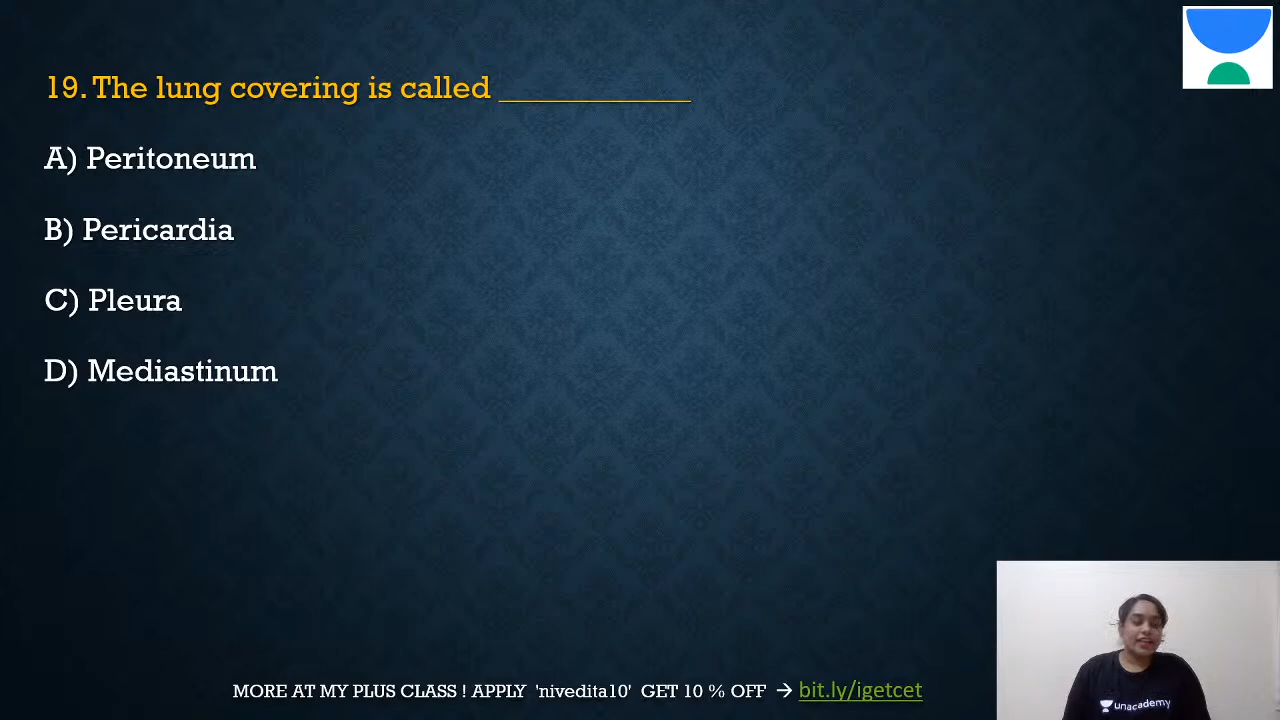 19. The lung covering is called ____________
A) Peritoneum
B) Pericardia
C) Pleura
D) Mediastinum
MORE AT MY PLUS CLASS ! APPLY 'nivedita10' GET 10 % OFF → bit.ly/igetcet
unacademy